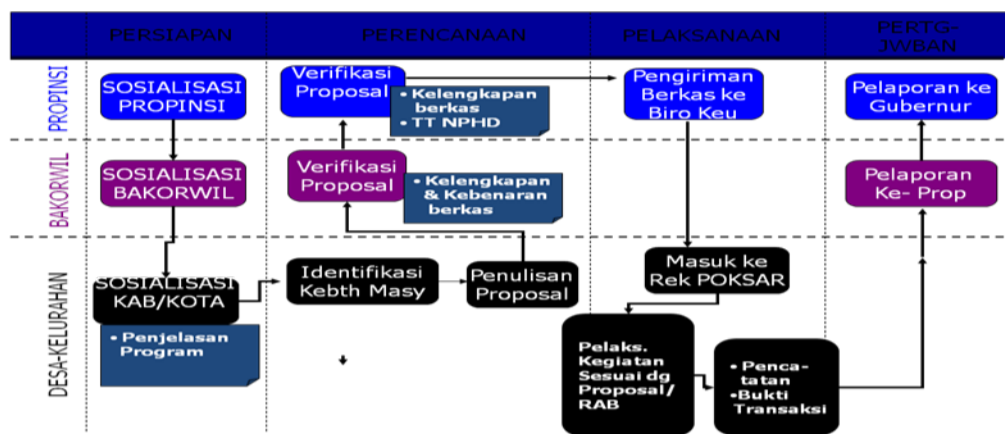 PERSIAPAN
PERENCANAAN
PELAKSANAAN
PERTG-
JWBAN
PROPINSI
SOSIALISASI
PROPINSI
Verifikasi
Proposal
• Kelengkapan
berkas
• TT NPHD
Pengiriman
Berkas ke
Biro Keu
Pelaporan ke
Gubernur
BAKORWIL
SOSIALISASI
BAKORWIL
Verifikasi
Proposal
• Kelengkapan
& Kebenaran
berkas
Pelaporan
Ke- Prop
DESA-KELURAHAN
SOSIALISASI
KAB/KOTA
• Penjelasan
Program
Identifikasi
Kebth Masy
Penulisan
Proposal
Masuk ke
Rek POKSAR
Pelaks.
Kegiatan
Sesuai dg
Proposal/
RAB
• Penca-
tatan
• Bukti
Transaksi